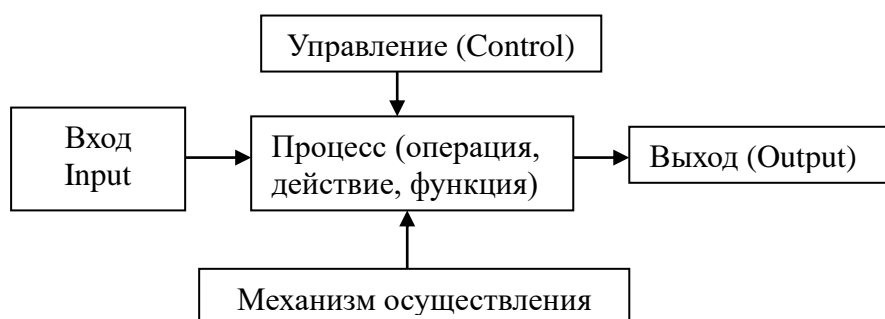 Управление (Control)
Вход
Input
Процесс (операция,
действие, функция)
Выход (Output)
Механизм осуществления